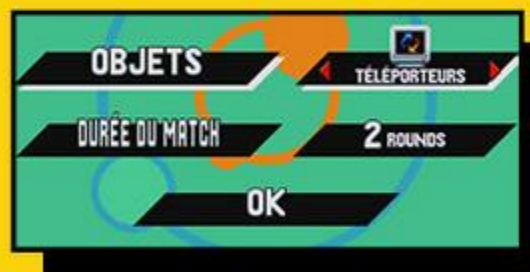 OBJETS
TÉLÉPORTEURS
DURÉE DU MATCH
2 ROUNDS
OK